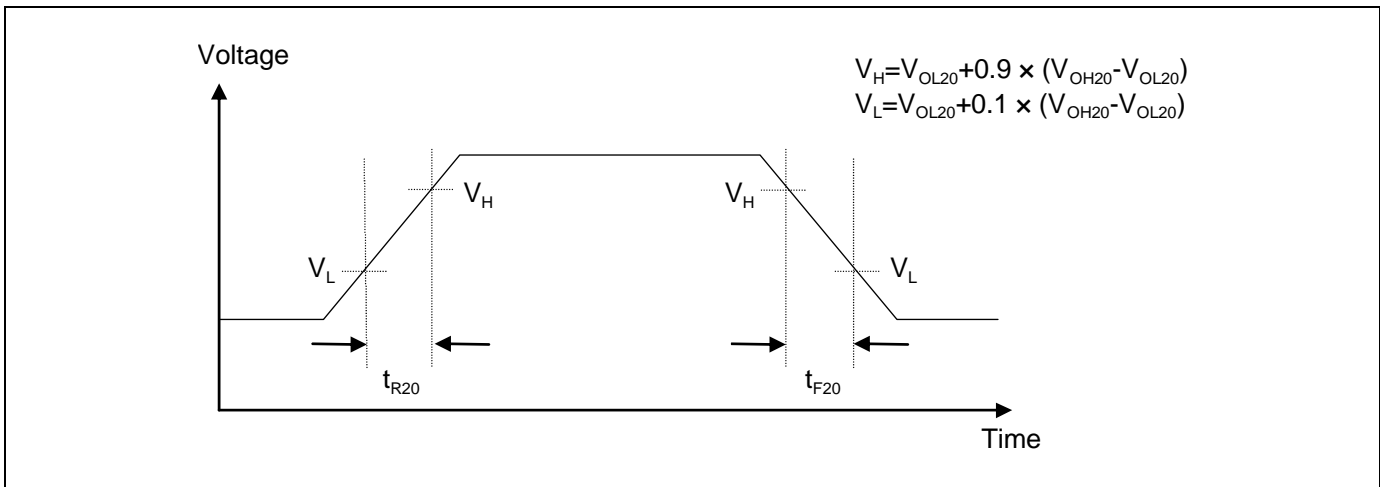 Voltage
V_H=V_OL20+0.9 × (V_OH20-V_OL20)
V_L=V_OL20+0.1 × (V_OH20-V_OL20)
V_H
V_H
V_L
V_L
t_R20
t_F20
Time